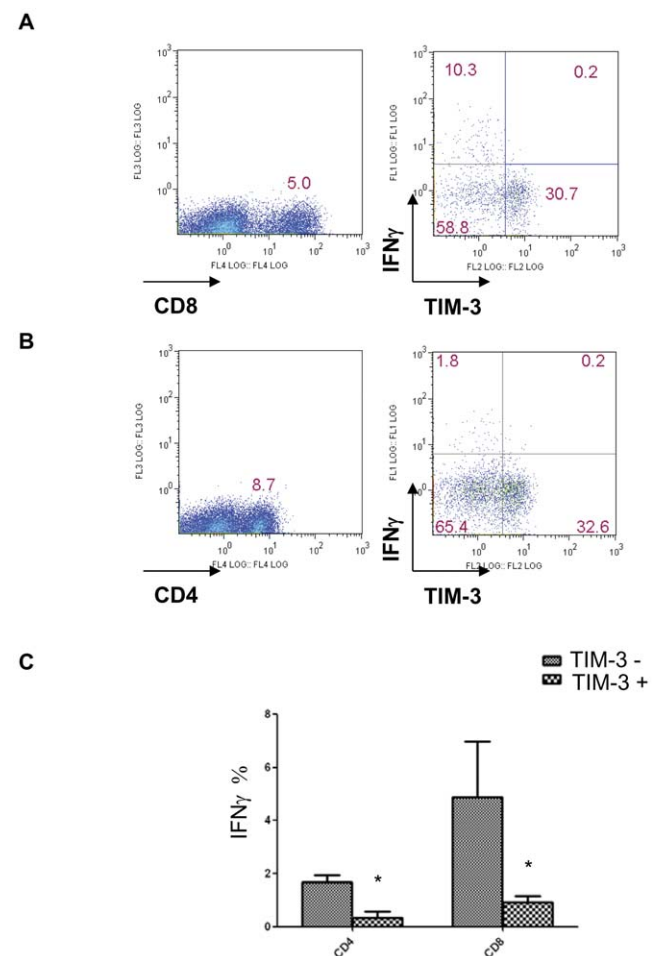 A
10³
10²
10¹
10⁰
FL3 LOG:: FL3 LOG
5.0
10⁰ 10¹ 10² 10³
FL4 LOG:: FL4 LOG
CD8
10³
10²
10¹
10⁰
FL1 LOG:: FL1 LOG
10.3 0.2
30.7
58.8
10⁰ 10¹ 10² 10³
FL2 LOG:: FL2 LOG
IFNγ
TIM-3
B
10³
10²
10¹
10⁰
FL3 LOG:: FL3 LOG
8.7
10⁰ 10¹ 10² 10³
FL4 LOG:: FL4 LOG
CD4
10³
10²
10¹
10⁰
FL1 LOG:: FL1 LOG
1.8 0.2
65.4 32.6
10⁰ 10¹ 10² 10³
FL2 LOG:: FL2 LOG
IFNγ
TIM-3
C
TIM-3 -
TIM-3 +
8
6
4
2
0
IFNγ %
* *
CD4 CD8